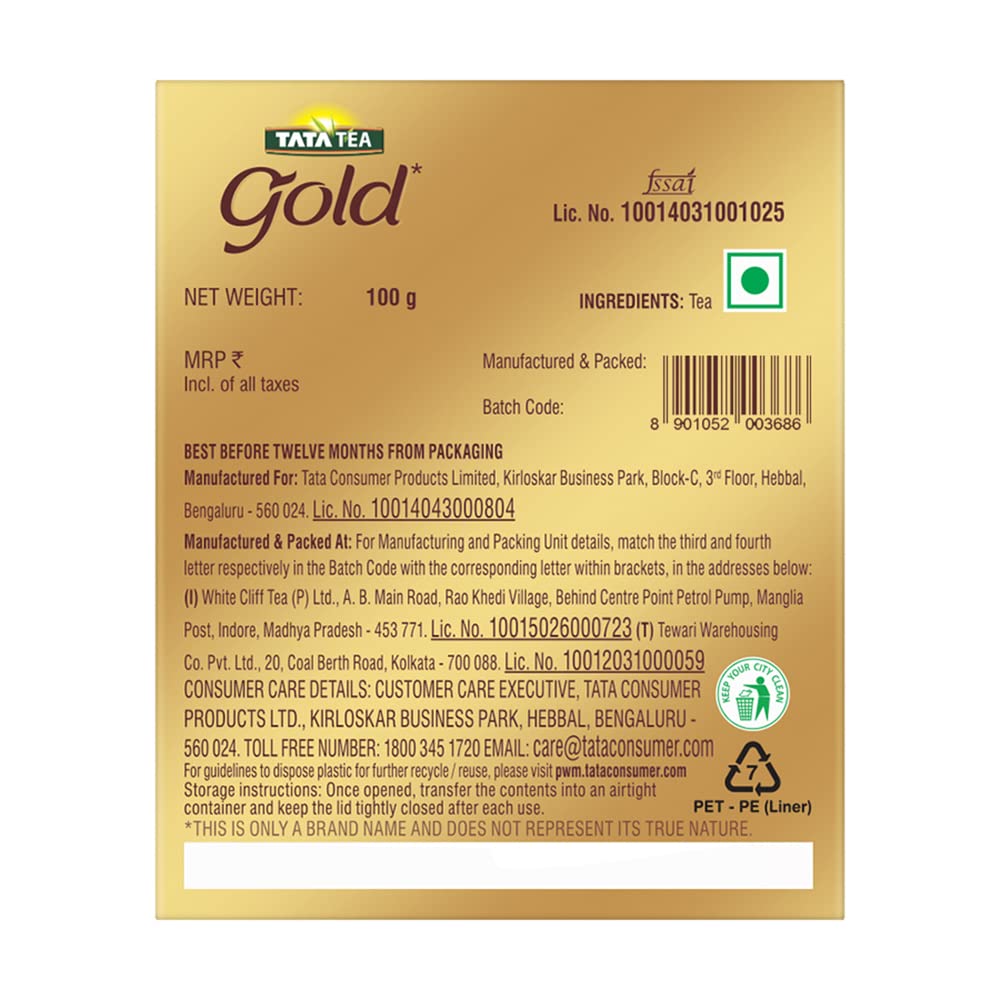 TATA TEA
gold*
fssai
Lic. No. 10014031001025
NET WEIGHT: 100 g
INGREDIENTS: Tea
MRP ₹
Incl. of all taxes
Manufactured & Packed:
Batch Code:
8 901052 003686
BEST BEFORE TWELVE MONTHS FROM PACKAGING
Manufactured For: Tata Consumer Products Limited, Kirloskar Business Park, Block-C, 3rd Floor, Hebbal,
Bengaluru - 560 024. Lic. No. 10014043000804
Manufactured & Packed At: For Manufacturing and Packing Unit details, match the third and fourth
letter respectively in the Batch Code with the corresponding letter within brackets, in the addresses below:
(I) White Cliff Tea (P) Ltd., A. B. Main Road, Rao Khedi Village, Behind Centre Point Petrol Pump, Manglia
Post, Indore, Madhya Pradesh - 453 771. Lic. No. 10015026000723 (T) Tewari Warehousing
Co. Pvt. Ltd., 20, Coal Berth Road, Kolkata - 700 088. Lic. No. 10012031000059
CONSUMER CARE DETAILS: CUSTOMER CARE EXECUTIVE, TATA CONSUMER
PRODUCTS LTD., KIRLOSKAR BUSINESS PARK, HEBBAL, BENGALURU -
560 024. TOLL FREE NUMBER: 1800 345 1720 EMAIL: care@tataconsumer.com
For guidelines to dispose plastic for further recycle / reuse, please visit pwm.tataconsumer.com
Storage instructions: Once opened, transfer the contents into an airtight
container and keep the lid tightly closed after each use.
*THIS IS ONLY A BRAND NAME AND DOES NOT REPRESENT ITS TRUE NATURE.
KEEP YOUR CITY CLEAN
7
PET - PE (Liner)